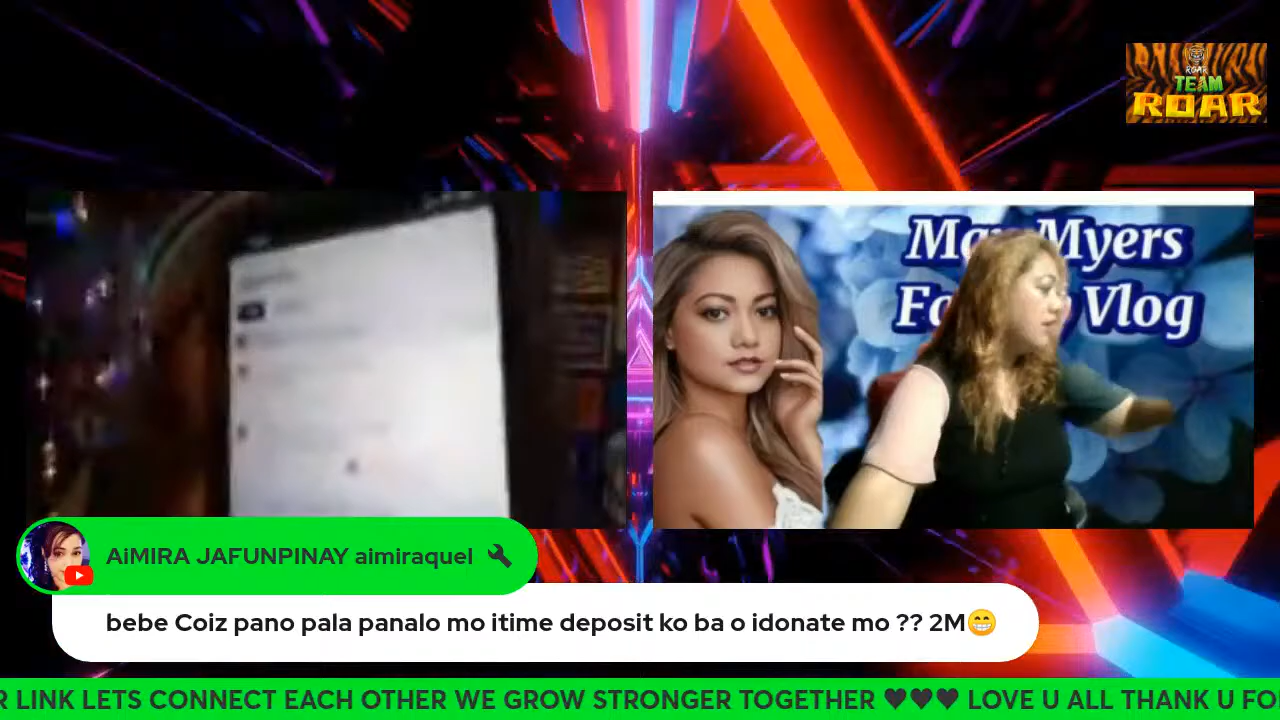 ROAR
TEAM
ROAR
Myers
Vlog
AiMIRA JAFUNPINAY aimiraquel
bebe Coiz pano pala panalo mo itime deposit ko ba o idonate mo ?? 2M😁
R LINK LETS CONNECT EACH OTHER WE GROW STRONGER TOGETHER ♥♥♥ LOVE U ALL THANK U FO